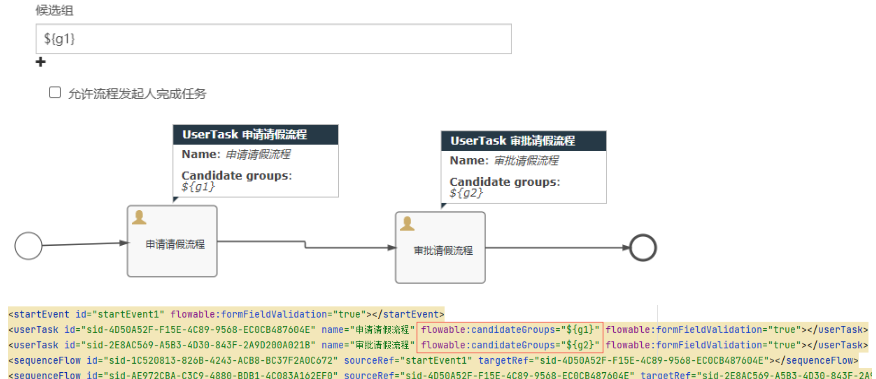 候选组
${g1}
允许流程发起人完成任务
UserTask 申请请假流程
Name: 申请请假流程
Candidate groups:
${g1}
UserTask 审批请假流程
Name: 审批请假流程
Candidate groups:
${g2}
申请请假流程
审批请假流程
<startEvent id="startEvent1" flowable:formFieldValidation="true"></startEvent>
<userTask id="sid-4D50A52F-F15E-4C89-9568-EC0CB487604E" name="申请请假流程" flowable:candidateGroups="${g1}" flowable:formFieldValidation="true"></userTask>
<userTask id="sid-2E8AC569-A5B3-4D30-843F-2A9D200A021B" name="审批请假流程" flowable:candidateGroups="${g2}" flowable:formFieldValidation="true"></userTask>
<sequenceFlow id="sid-1C520813-826B-4243-ACB8-BC37F2A0C672" sourceRef="startEvent1" targetRef="sid-4D50A52F-F15E-4C89-9568-EC0CB487604E"></sequenceFlow>
<sequenceFlow id="sid-AE972CBA-C3C9-4880-BDB1-4C083A162EF0" sourceRef="sid-4D50A52F-F15E-4C89-9568-EC0CB487604E" targetRef="sid-2E8AC569-A5B3-4D30-843F-2A9